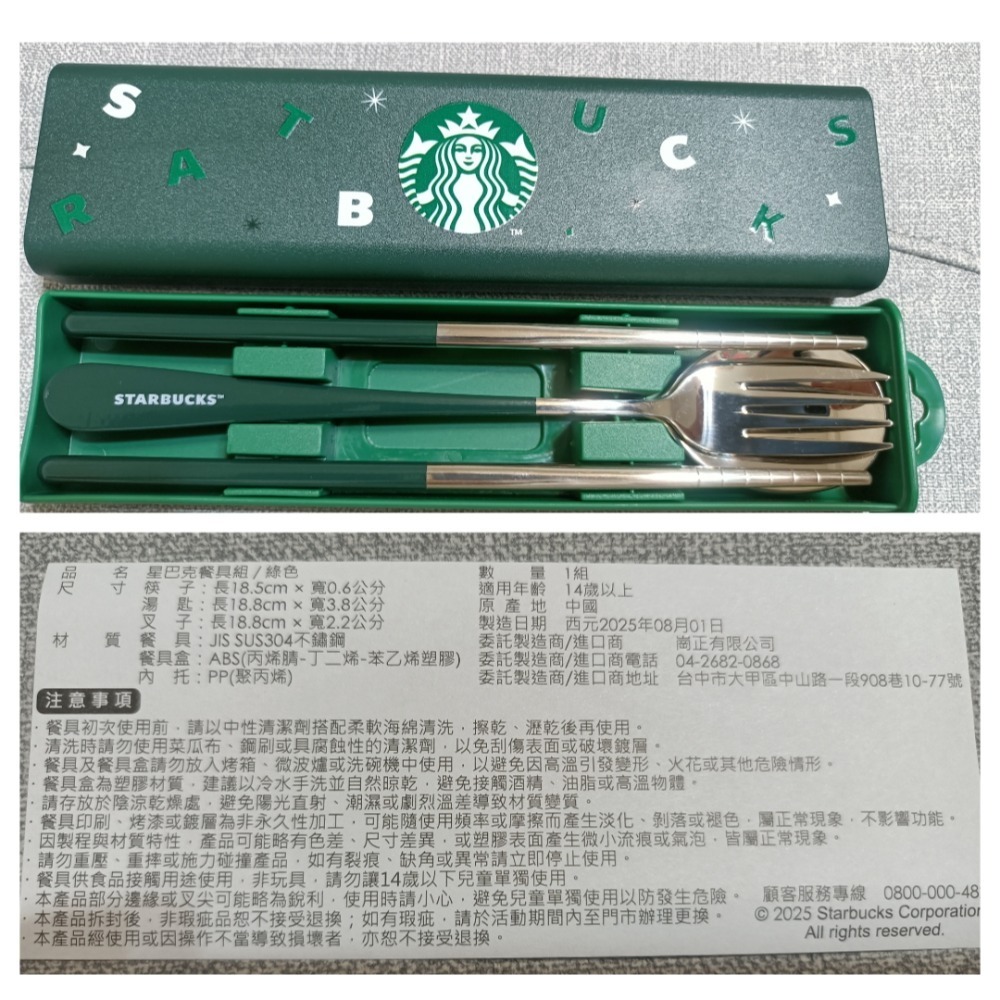 S T U C S
R A B K
™
STARBUCKS™
品名 星巴克餐具組 / 綠色
尺寸 筷子：長18.5cm × 寬0.6公分
湯匙：長18.8cm × 寬3.8公分
叉子：長18.8cm × 寬2.2公分
材質 餐具：JIS SUS304不鏽鋼
餐具盒：ABS(丙烯腈-丁二烯-苯乙烯塑膠)
內托：PP(聚丙烯)
數量 1組
適用年齡 14歲以上
原產地 中國
製造日期 西元2025年08月01日
委託製造商/進口商 崗正有限公司
委託製造商/進口商電話 04-2682-0868
委託製造商/進口商地址 台中市大甲區中山路一段908巷10-77號
注意事項
· 餐具初次使用前，請以中性清潔劑搭配柔軟海綿清洗，擦乾、瀝乾後再使用。
· 清洗時請勿使用菜瓜布、鋼刷或具腐蝕性的清潔劑，以免刮傷表面或破壞鍍層。
· 餐具及餐具盒請勿放入烤箱、微波爐或洗碗機中使用，以避免因高溫引發變形、火花或其他危險情形。
· 餐具盒為塑膠材質，建議以冷水手洗並自然晾乾，避免接觸酒精、油脂或高溫物體。
· 請存放於陰涼乾燥處，避免陽光直射、潮濕或劇烈溫差導致材質變質。
· 餐具印刷、烤漆或鍍層為非永久性加工，可能隨使用頻率或摩擦而產生淡化、剝落或褪色，屬正常現象，不影響功能。
· 因製程與材質特性，產品可能略有色差、尺寸差異，或塑膠表面產生微小流痕或氣泡，皆屬正常現象。
· 請勿重壓、重摔或施力碰撞產品，如有裂痕、缺角或異常請立即停止使用。
· 餐具供食品接觸用途使用，非玩具，請勿讓14歲以下兒童單獨使用。
· 本產品部分邊緣或叉尖可能略為銳利，使用時請小心，避免兒童單獨使用以防發生危險。
· 本產品拆封後，非瑕疵品恕不接受退換；如有瑕疵，請於活動期間內至門市辦理更換。
· 本產品經使用或因操作不當導致損壞者，亦恕不接受退換。
顧客服務專線 0800-000-48
© 2025 Starbucks Corporation
All rights reserved.